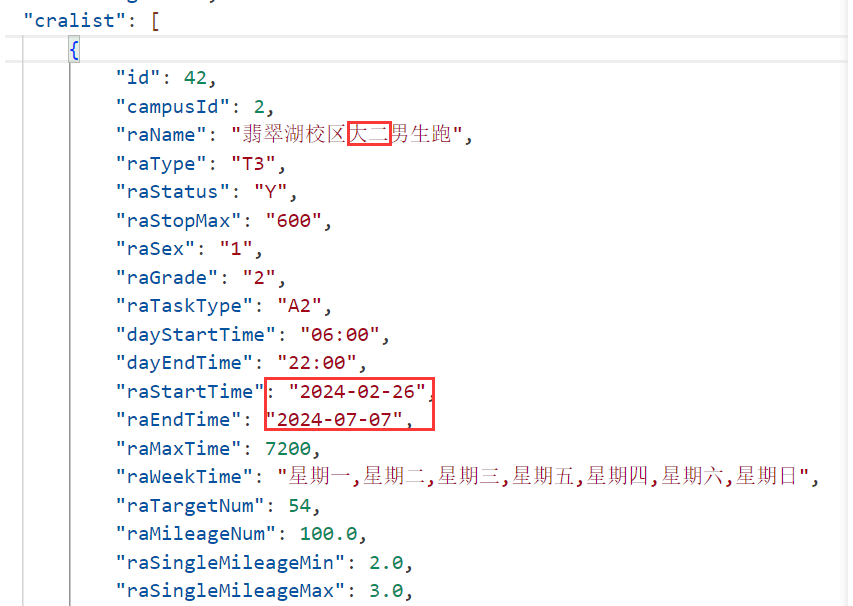 "cralist": [
{
"id": 42,
"campusId": 2,
"raName": "翡翠湖校区大二男生跑",
"raType": "T3",
"raStatus": "Y",
"raStopMax": "600",
"raSex": "1",
"raGrade": "2",
"raTaskType": "A2",
"dayStartTime": "06:00",
"dayEndTime": "22:00",
"raStartTime": "2024-02-26",
"raEndTime": "2024-07-07",
"raMaxTime": 7200,
"raWeekTime": "星期一,星期二,星期三,星期五,星期四,星期六,星期日",
"raTargetNum": 54,
"raMileageNum": 100.0,
"raSingleMileageMin": 2.0,
"raSingleMileageMax": 3.0,